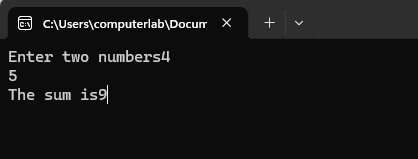 C:\Users\computerlab\Docum
Enter two numbers4
5
The sum is9